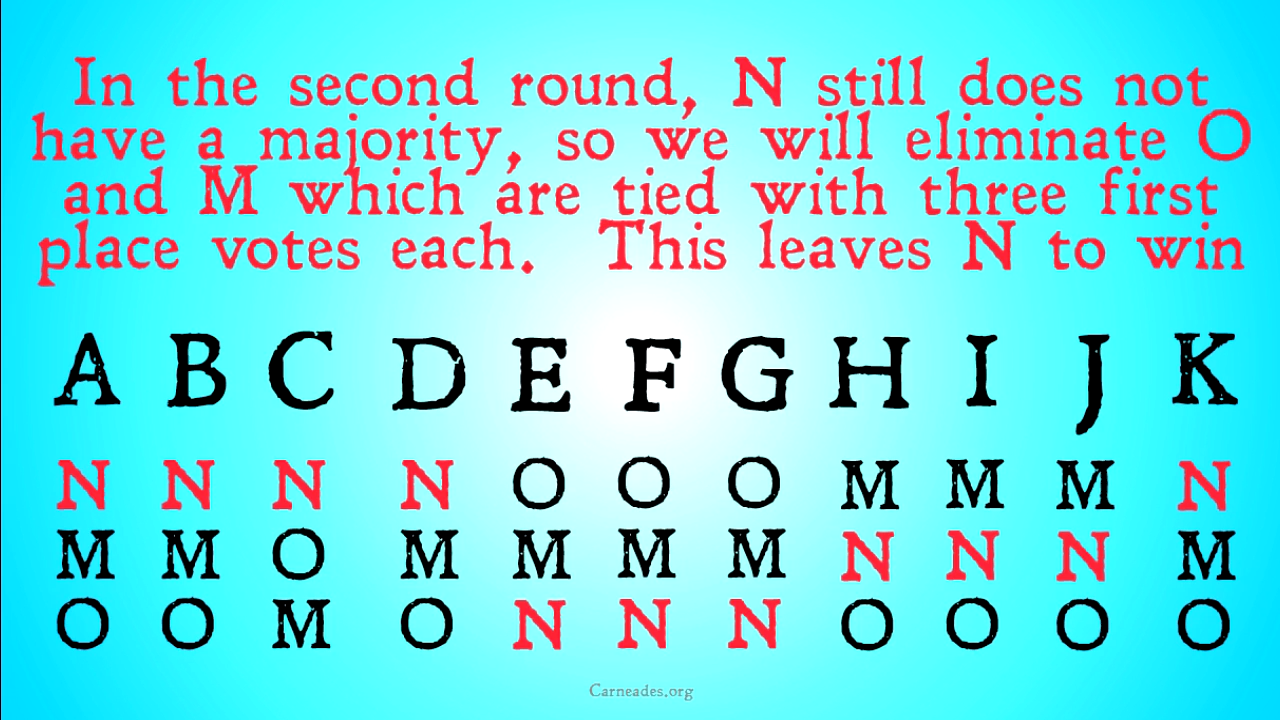 In the second round, N still does not
have a majority, so we will eliminate O
and M which are tied with three first
place votes each. This leaves N to win
A B C D E F G H I J K
N N N N O O O M M M N
M M O M M M M N N N M
O O M O N N N O O O O
Carneades.org